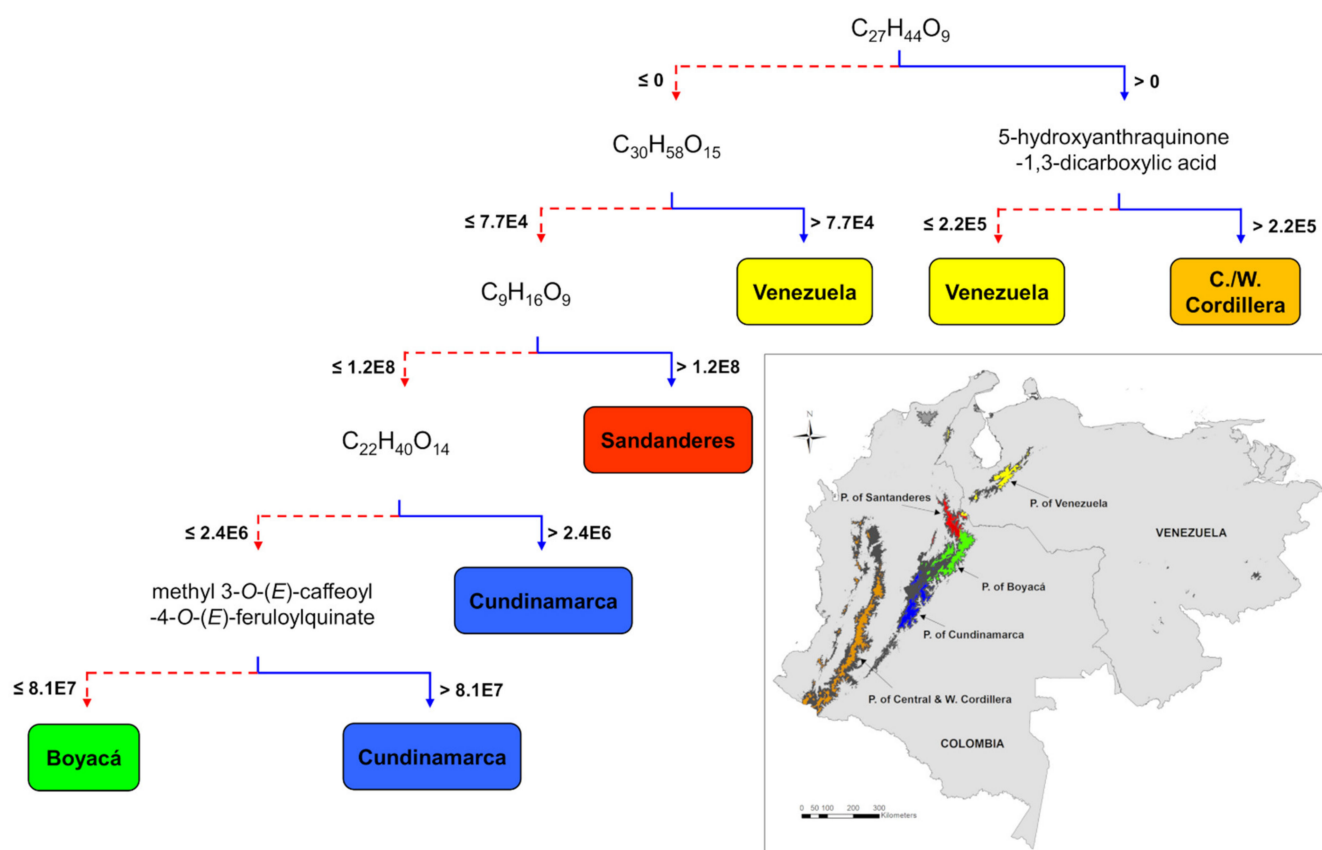 C₂₇H₄₄O₉
≤ 0
> 0
C₃₀H₅₈O₁₅
5-hydroxyanthraquinone
-1,3-dicarboxylic acid
≤ 7.7E4
> 7.7E4
≤ 2.2E5
> 2.2E5
C₉H₁₆O₉
Venezuela
Venezuela
C./W.
Cordillera
≤ 1.2E8
> 1.2E8
C₂₂H₄₀O₁₄
Sandanderes
≤ 2.4E6
> 2.4E6
methyl 3-O-(E)-caffeoyl
-4-O-(E)-feruloylquinate
Cundinamarca
≤ 8.1E7
> 8.1E7
Boyacá
Cundinamarca
N
P. of Santanderes
P. of Venezuela
VENEZUELA
P. of Boyacá
P. of Cundinamarca
P. of Central & W. Cordillera
COLOMBIA
0 50 100 200 300
Kilometers